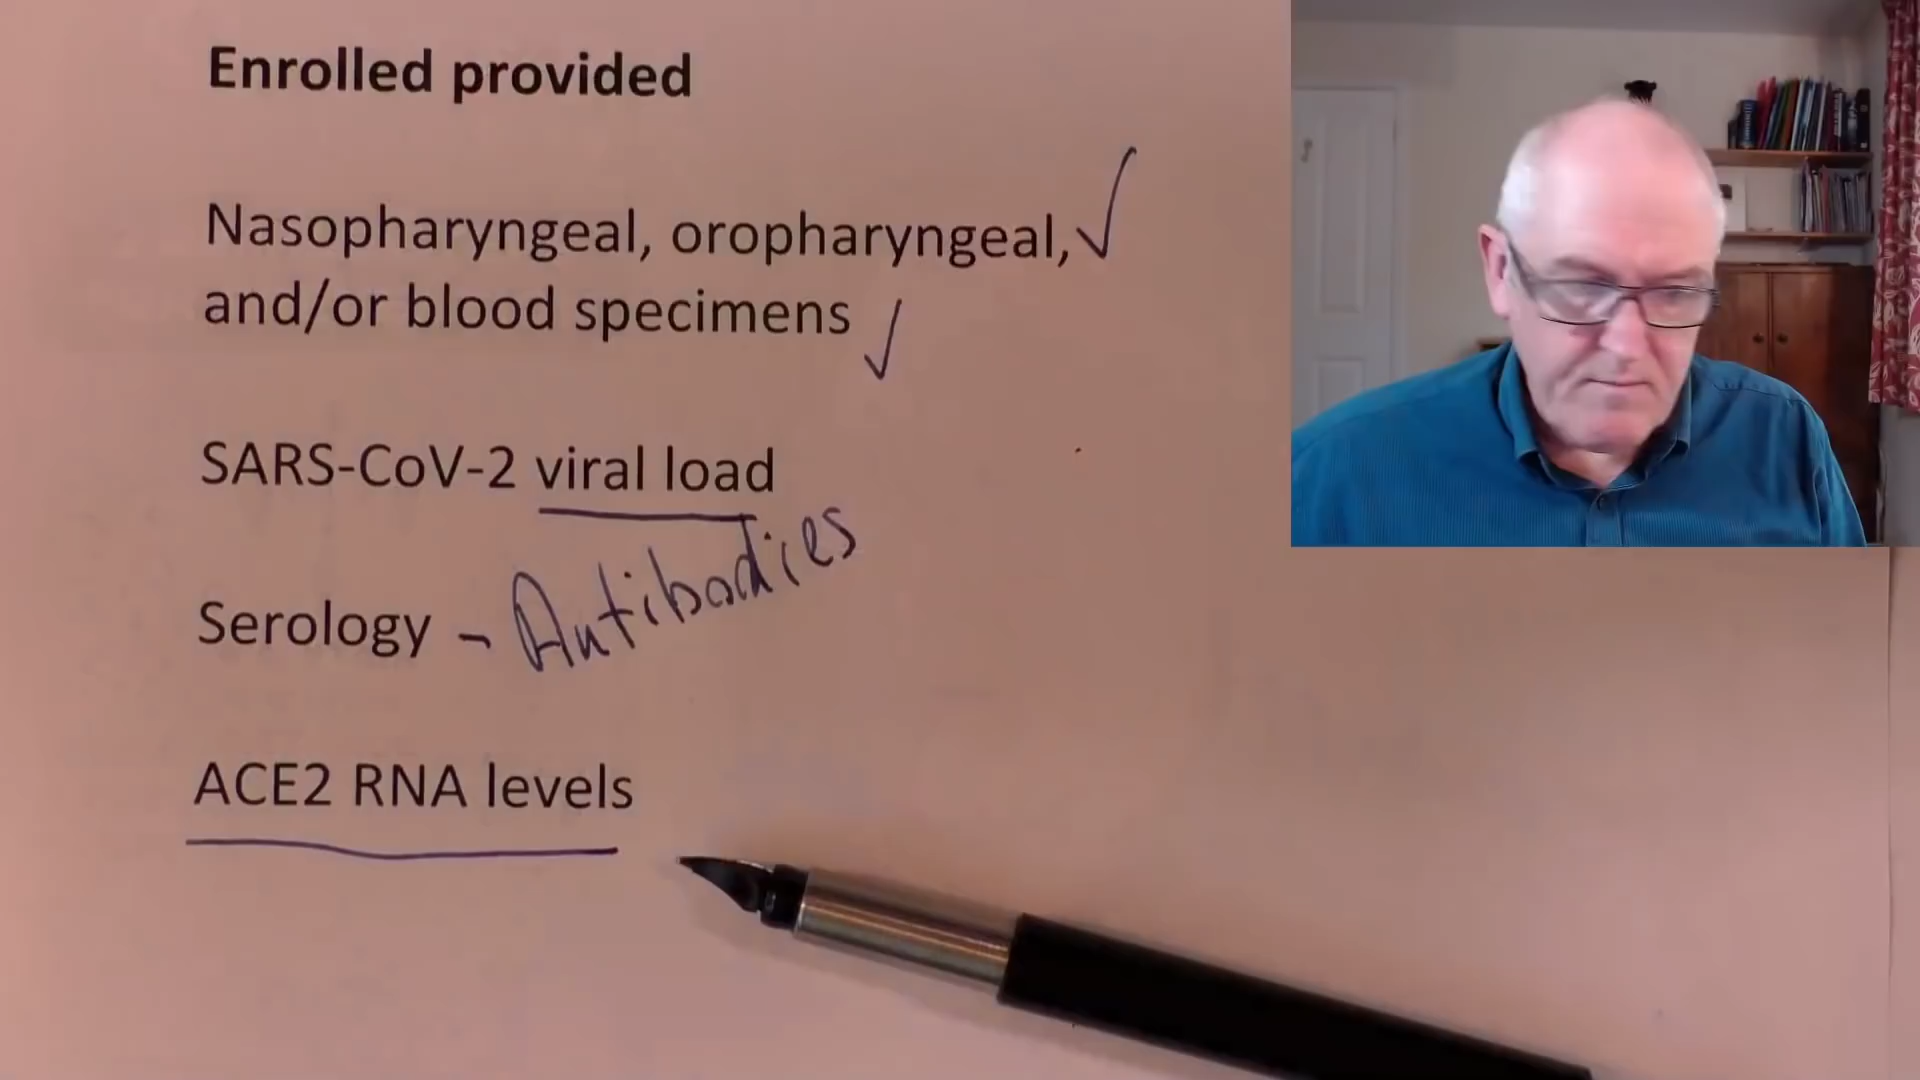 Enrolled provided
Nasopharyngeal, oropharyngeal,
and/or blood specimens
SARS-CoV-2 viral load
Serology - Antibodies
ACE2 RNA levels